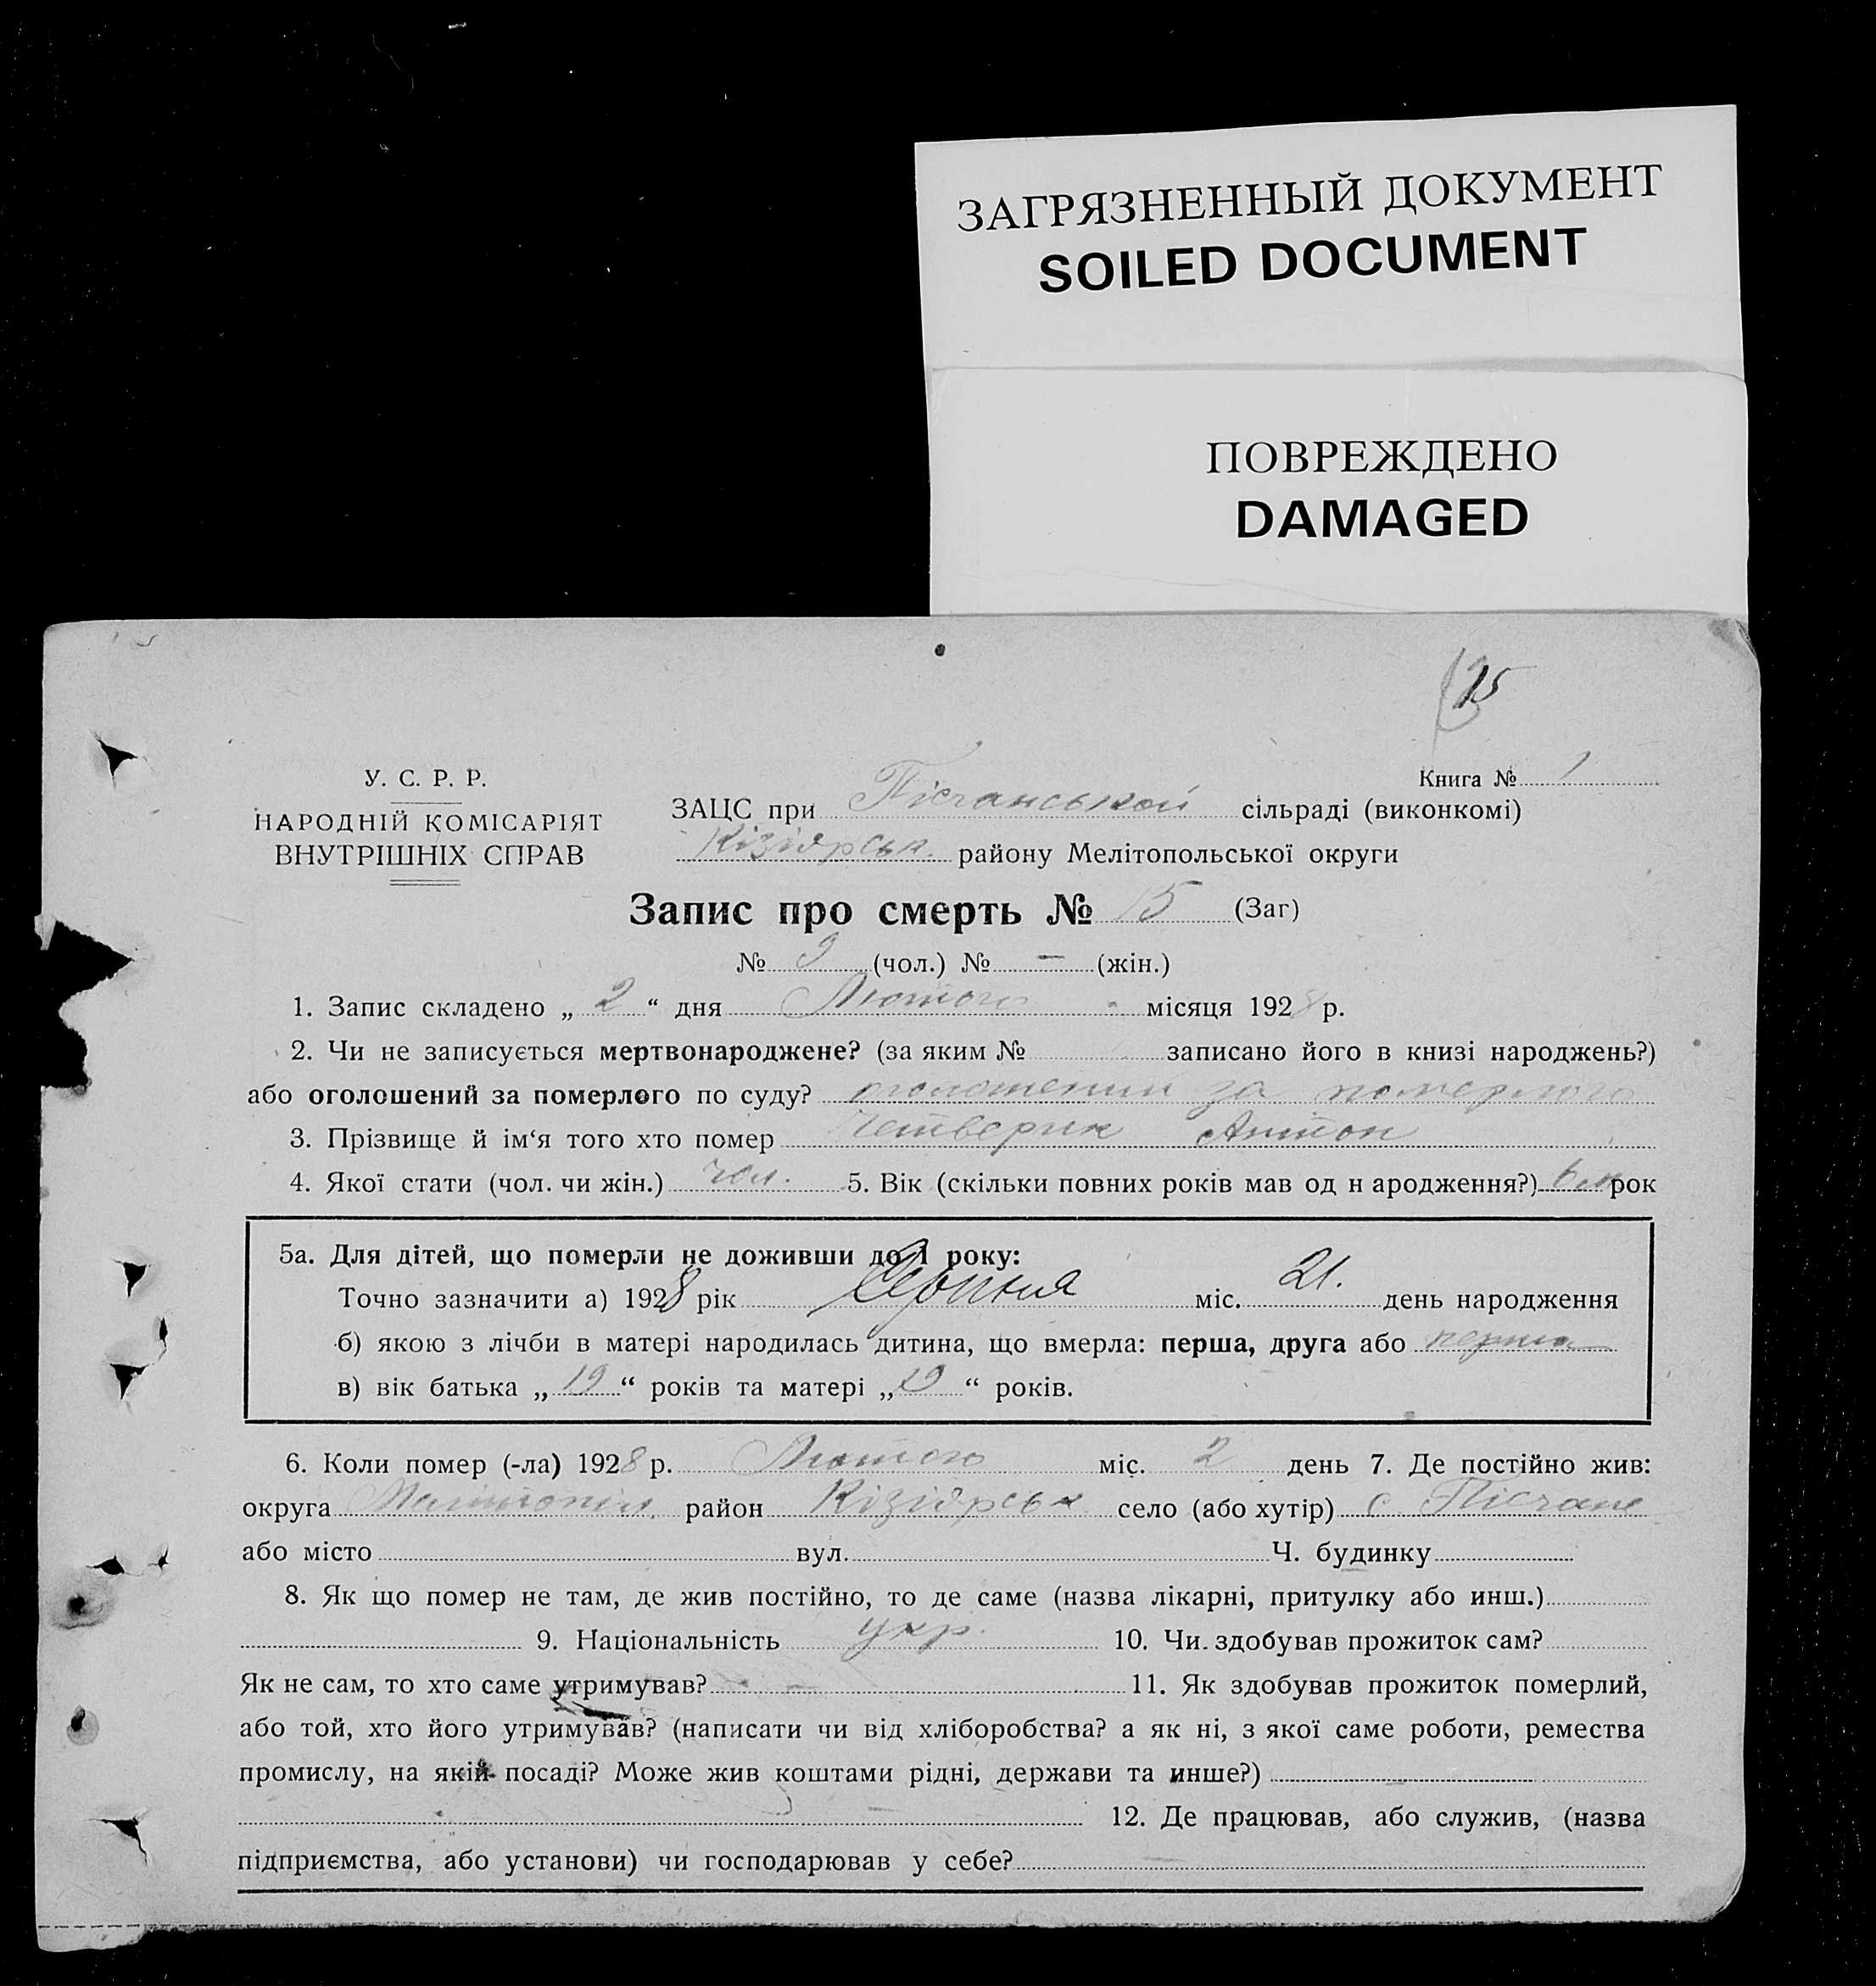 ЗАГРЯЗНЕННЫЙ ДОКУМЕНТ
SOILED DOCUMENT
ПОВРЕЖДЕНО
DAMAGED
15
У. С. Р. Р.
НАРОДНІЙ КОМІСАРІЯТ
ВНУТРІШНІХ СПРАВ
Книга № 1
ЗАЦС при Пісчанській сільраді (виконкомі)
Кізіярськ. району Мелітопольської округи
Запис про смерть № 15 (Заг)
№ 9 (чол.) № — (жін.)
1. Запис складено „ 2 “ дня Лютого місяця 1928 р.
2. Чи не записується мертвонароджене? (за яким № записано його в книзі народжень?)
або оголошений за померлого по суду? оголошений за померлого
3. Прізвище й ім‘я того хто помер Четверик Антон
4. Якої стати (чол. чи жін.) чол. 5. Вік (скільки повних років мав од н ародження?) 6 м рок
5а. Для дітей, що померли не доживши до 1 року:
Точно зазначити а) 1928 рік Серпня міс. 21. день народження
б) якою з лічби в матері народилась дитина, що вмерла: перша, друга або перша
в) вік батька „ 19 “ років та матері „ 19 “ років.
6. Коли помер (-ла) 1928 р. Лютого міс. 2 день 7. Де постійно жив:
округа Мелітопіл. район Кізіярськ село (або хутір) с Пісчане
або місто вул. Ч. будинку
8. Як що помер не там, де жив постійно, то де саме (назва лікарні, притулку або инш.)
9. Національність укр. 10. Чи здобував прожиток сам?
Як не сам, то хто саме утримував? — 11. Як здобував прожиток померлий,
або той, хто його утримував? (написати чи від хліборобства? а як ні, з якої саме роботи, ремества
промислу, на якій посаді? Може жив коштами рідні, держави та инше?)
— 12. Де працював, або служив, (назва
підприємства, або установи) чи господарював у себе? —